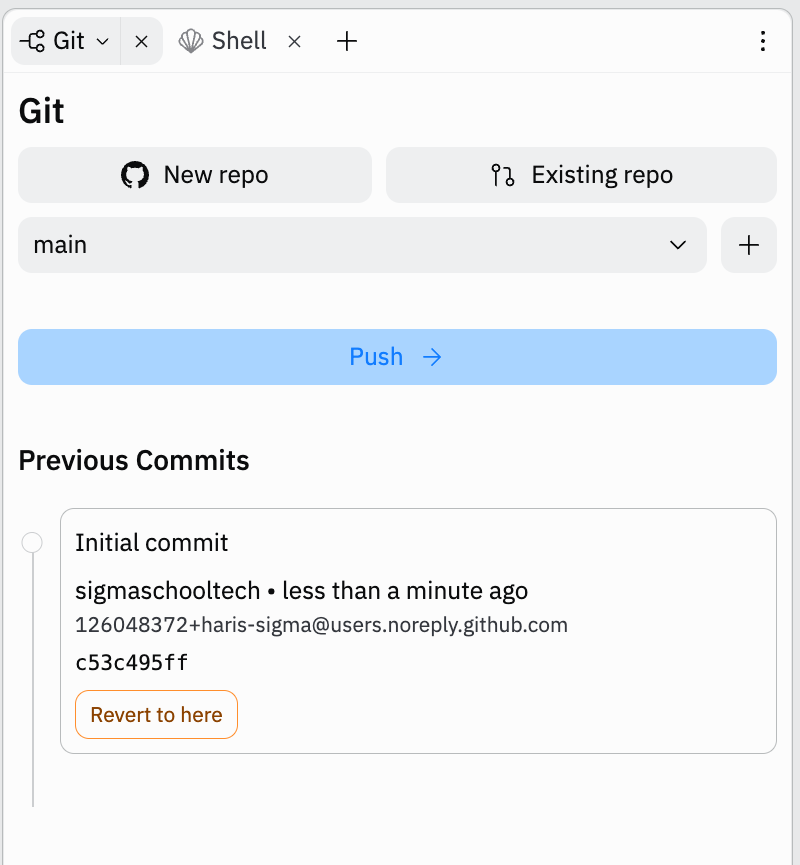 Git
Shell
Git
New repo
Existing repo
main
Push
Previous Commits
Initial commit
sigmaschooltech • less than a minute ago
126048372+haris-sigma@users.noreply.github.com
c53c495ff
Revert to here